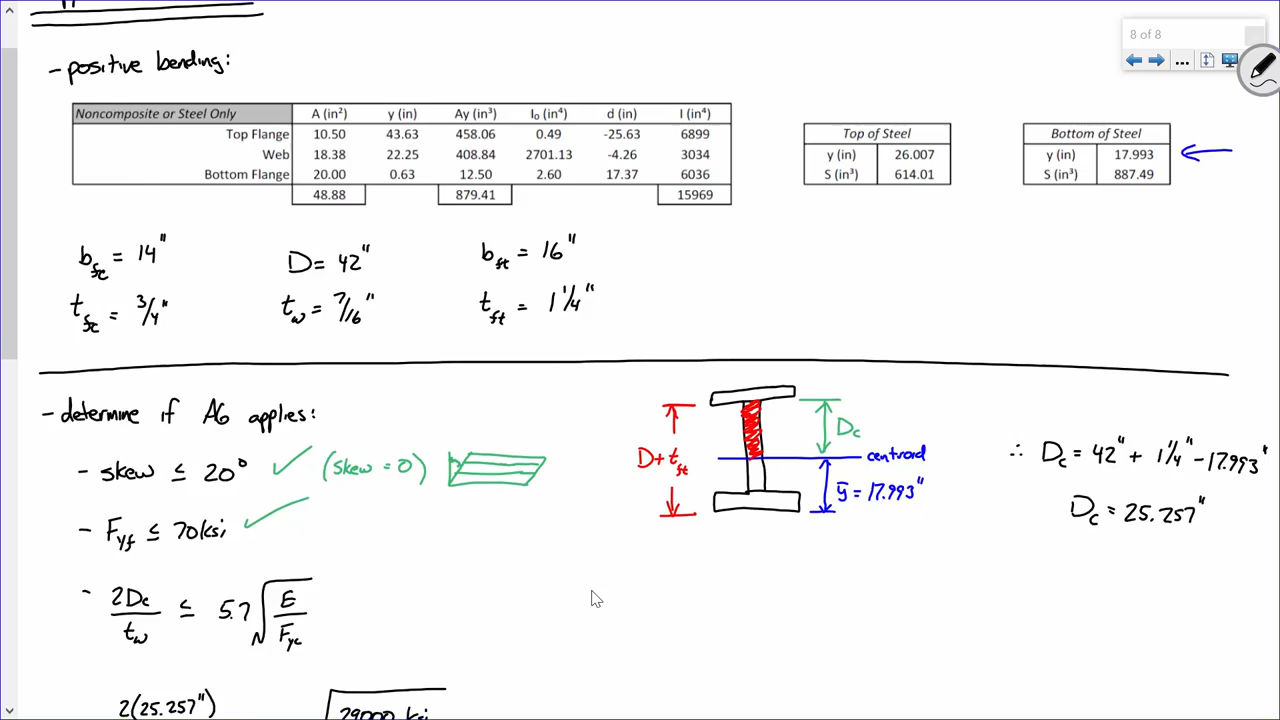 8 of 8
- positive bending:
Noncomposite or Steel Only A (in²) y (in) Ay (in³) I₀ (in⁴) d (in) I (in⁴)
Top Flange 10.50 43.63 458.06 0.49 -25.63 6899
Web 18.38 22.25 408.84 2701.13 -4.26 3034
Bottom Flange 20.00 0.63 12.50 2.60 17.37 6036
48.88 879.41 15969
Top of Steel
y (in) 26.007
S (in³) 614.01
Bottom of Steel
y (in) 17.993
S (in³) 887.49
b_fc = 14" D = 42" b_ft = 16"
t_fc = 3/4" t_w = 7/16" t_ft = 1 1/4"
- determine if A6 applies:
- skew ≤ 20° ✓ (skew = 0)
- F_yf ≤ 70 ksi ✓
- 2D_c / t_w ≤ 5.7 √(E / F_yc)
2(25.257")
29000 ksi
D + t_ft
D_c
centroid
ȳ = 17.993"
∴ D_c = 42" + 1 1/4" - 17.993"
D_c = 25.257"